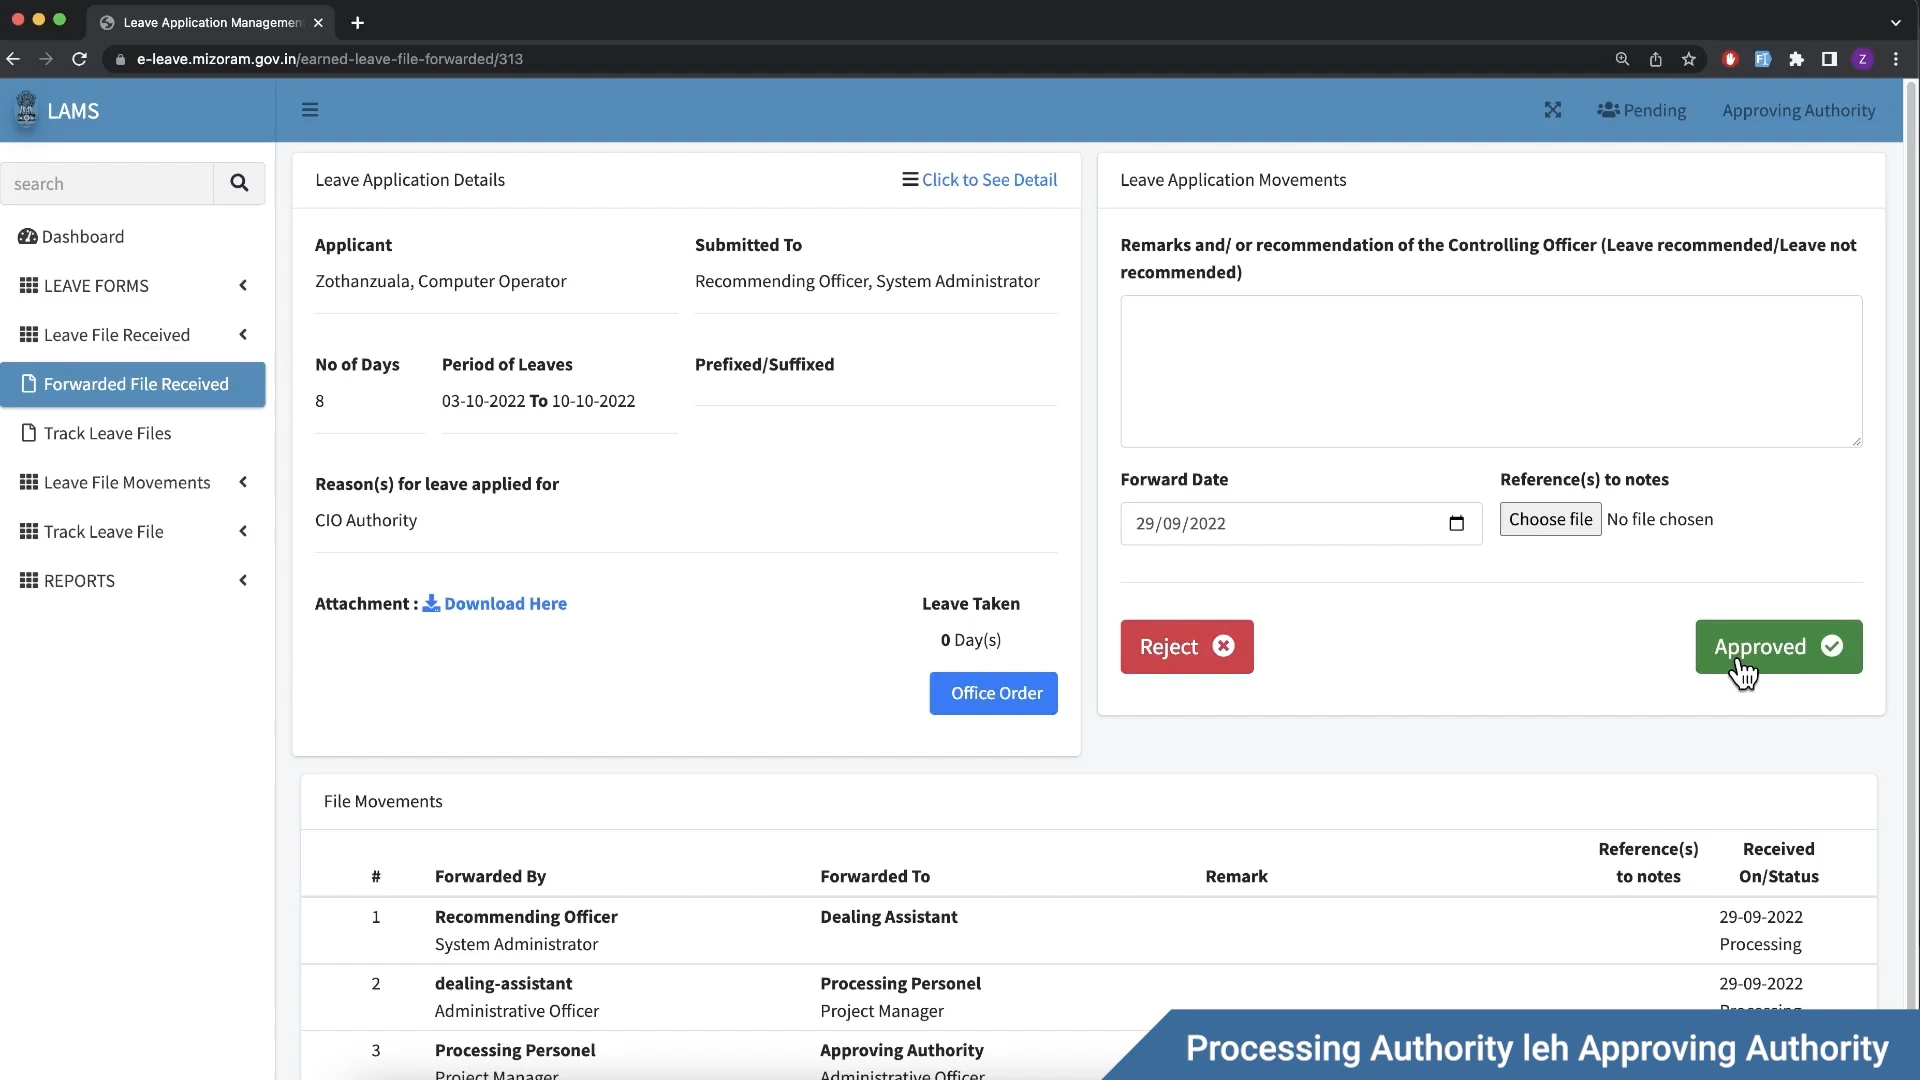 Leave Application Managemen
e-leave.mizoram.gov.in/earned-leave-file-forwarded/313
Z
LAMS
Pending
Approving Authority
search
Dashboard
LEAVE FORMS
Leave File Received
Forwarded File Received
Track Leave Files
Leave File Movements
Track Leave File
REPORTS
Leave Application Details
Click to See Detail
Applicant
Submitted To
Zothanzuala, Computer Operator
Recommending Officer, System Administrator
No of Days
Period of Leaves
Prefixed/Suffixed
8
03-10-2022 To 10-10-2022
Reason(s) for leave applied for
CIO Authority
Attachment : Download Here
Leave Taken
0 Day(s)
Office Order
Leave Application Movements
Remarks and/ or recommendation of the Controlling Officer (Leave recommended/Leave not
recommended)
Forward Date
Reference(s) to notes
29/09/2022
Choose file No file chosen
Reject
Approved
File Movements
# Forwarded By Forwarded To Remark Reference(s) to notes Received On/Status
1 Recommending Officer Dealing Assistant 29-09-2022
System Administrator Processing
2 dealing-assistant Processing Personel 29-09-2022
Administrative Officer Project Manager Processing
3 Processing Personel Approving Authority
Project Manager Administrative Officer
Processing Authority leh Approving Authority